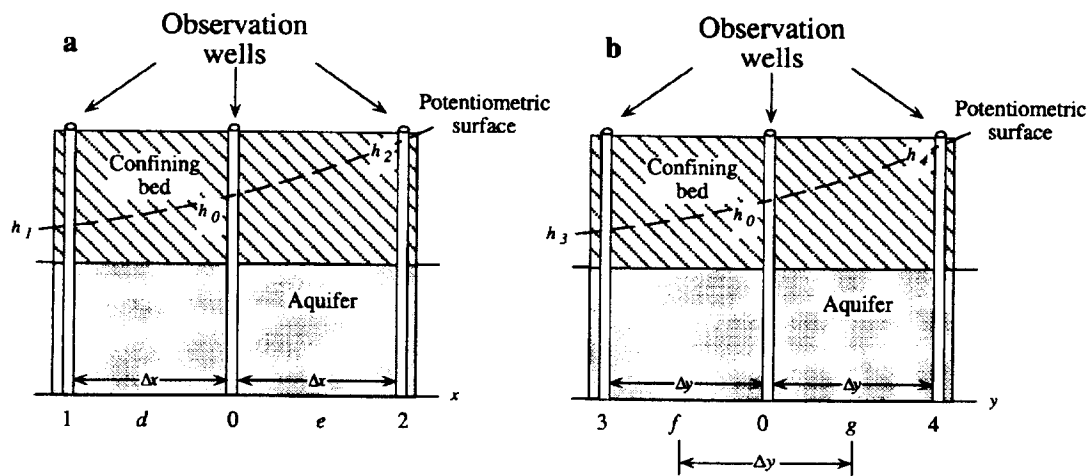 a
Observation
wells
Potentiometric
surface
Confining
bed
h2
h0
h1
Aquifer
Δx
Δx
x
1
d
0
e
2
b
Observation
wells
Potentiometric
surface
Confining
bed
h4
h0
h3
Aquifer
Δy
Δy
y
3
f
0
g
4
Δy